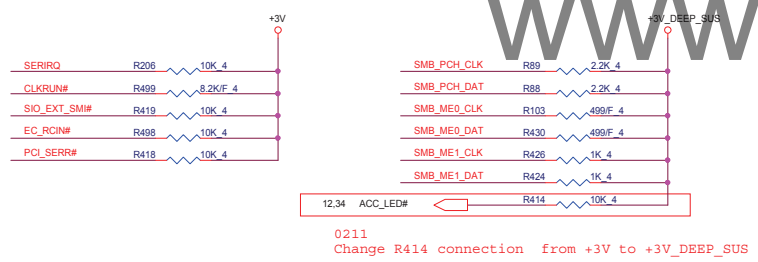 WWW
+3V
SERIRQ R206 10K_4
CLKRUN# R499 8.2K/F_4
SIO_EXT_SMI# R419 10K_4
EC_RCIN# R498 10K_4
PCI_SERR# R418 10K_4
+3V_DEEP_SUS
SMB_PCH_CLK R89 2.2K_4
SMB_PCH_DAT R88 2.2K_4
SMB_ME0_CLK R103 499/F_4
SMB_ME0_DAT R430 499/F_4
SMB_ME1_CLK R426 1K_4
SMB_ME1_DAT R424 1K_4
12,34 ACC_LED# R414 10K_4
0211
Change R414 connection from +3V to +3V_DEEP_SUS